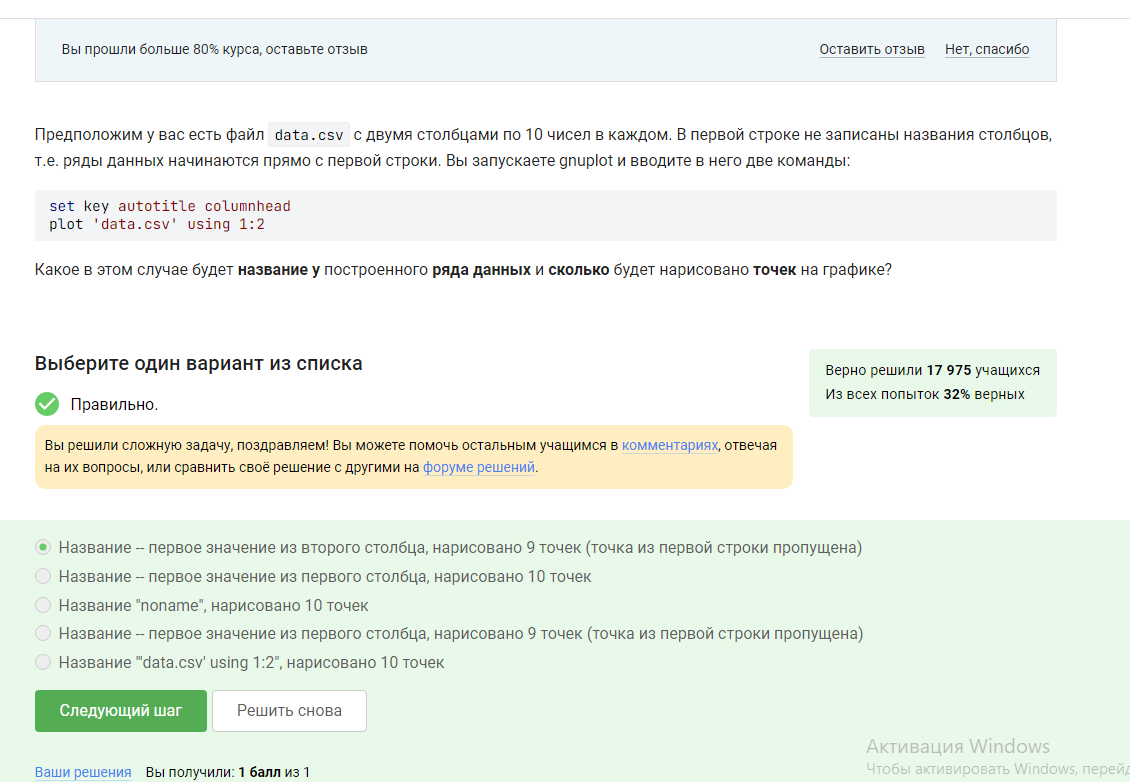 Вы прошли больше 80% курса, оставьте отзыв
Оставить отзыв
Нет, спасибо
Предположим у вас есть файл data.csv с двумя столбцами по 10 чисел в каждом. В первой строке не записаны названия столбцов,
т.е. ряды данных начинаются прямо с первой строки. Вы запускаете gnuplot и вводите в него две команды:
set key autotitle columnhead
plot 'data.csv' using 1:2
Какое в этом случае будет название у построенного ряда данных и сколько будет нарисовано точек на графике?
Выберите один вариант из списка
Верно решили 17 975 учащихся
Из всех попыток 32% верных
Правильно.
Вы решили сложную задачу, поздравляем! Вы можете помочь остальным учащимся в комментариях, отвечая
на их вопросы, или сравнить своё решение с другими на форуме решений.
Название -- первое значение из второго столбца, нарисовано 9 точек (точка из первой строки пропущена)
Название -- первое значение из первого столбца, нарисовано 10 точек
Название "noname", нарисовано 10 точек
Название -- первое значение из первого столбца, нарисовано 9 точек (точка из первой строки пропущена)
Название "'data.csv' using 1:2", нарисовано 10 точек
Следующий шаг
Решить снова
Активация Windows
Чтобы активировать Windows, перейд
Ваши решения
Вы получили: 1 балл из 1